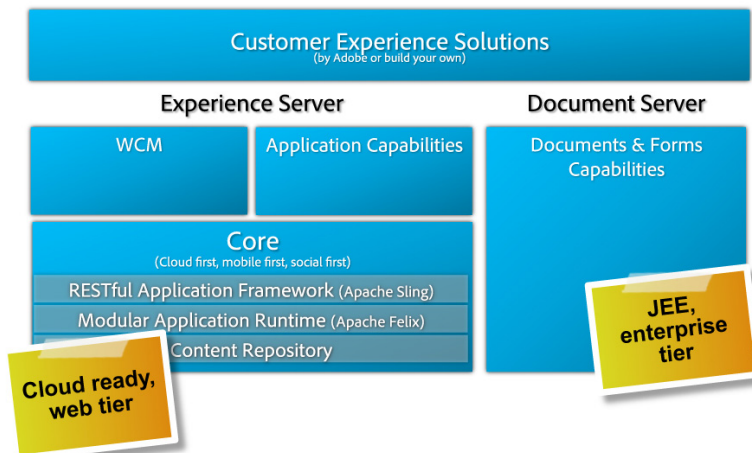 Customer Experience Solutions
(by Adobe or build your own)
Experience Server
Document Server
WCM
Application Capabilities
Documents & Forms
Capabilities
Core
(Cloud first, mobile first, social first)
RESTful Application Framework (Apache Sling)
Modular Application Runtime (Apache Felix)
Content Repository
JEE,
enterprise
tier
Cloud ready,
web tier